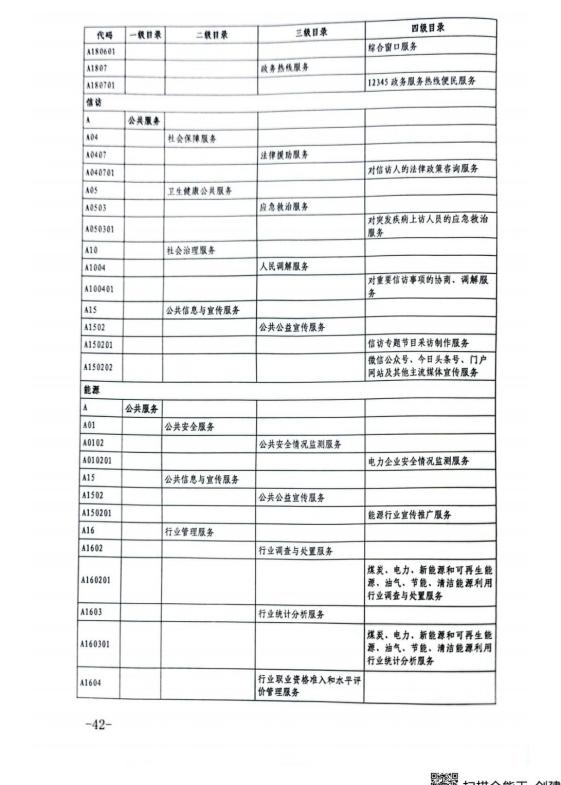 代码 一级目录 二级目录 三级目录 四级目录
A180601 综合窗口服务
A1807 政务热线服务
A180701 12345 政务服务热线便民服务
信访
A 公共服务
A04 社会保障服务
A0407 法律援助服务
A040701 对信访人的法律政策咨询服务
A05 卫生健康公共服务
A0503 应急救治服务
A050301 对突发疾病上访人员的应急救治
服务
A10 社会治理服务
A1004 人民调解服务
A100401 对重要信访事项的协商、调解服
务
A15 公共信息与宣传服务
A1502 公共公益宣传服务
A150201 信访专题节目采访制作服务
A150202 微信公众号、今日头条号、门户
网站及其他主流媒体宣传服务
能源
A 公共服务
A01 公共安全服务
A0102 公共安全情况监测服务
A010201 电力企业安全情况监测服务
A15 公共信息与宣传服务
A1502 公共公益宣传服务
A150201 能源行业宣传推广服务
A16 行业管理服务
A1602 行业调查与处置服务
A160201 煤炭、电力、新能源和可再生能
源、油气、节能、清洁能源利用
行业调查与处置服务
A1603 行业统计分析服务
A160301 煤炭、电力、新能源和可再生能
源、油气、节能、清洁能源利用
行业统计分析服务
A1604 行业职业资格准入和水平评
价管理服务
-42-